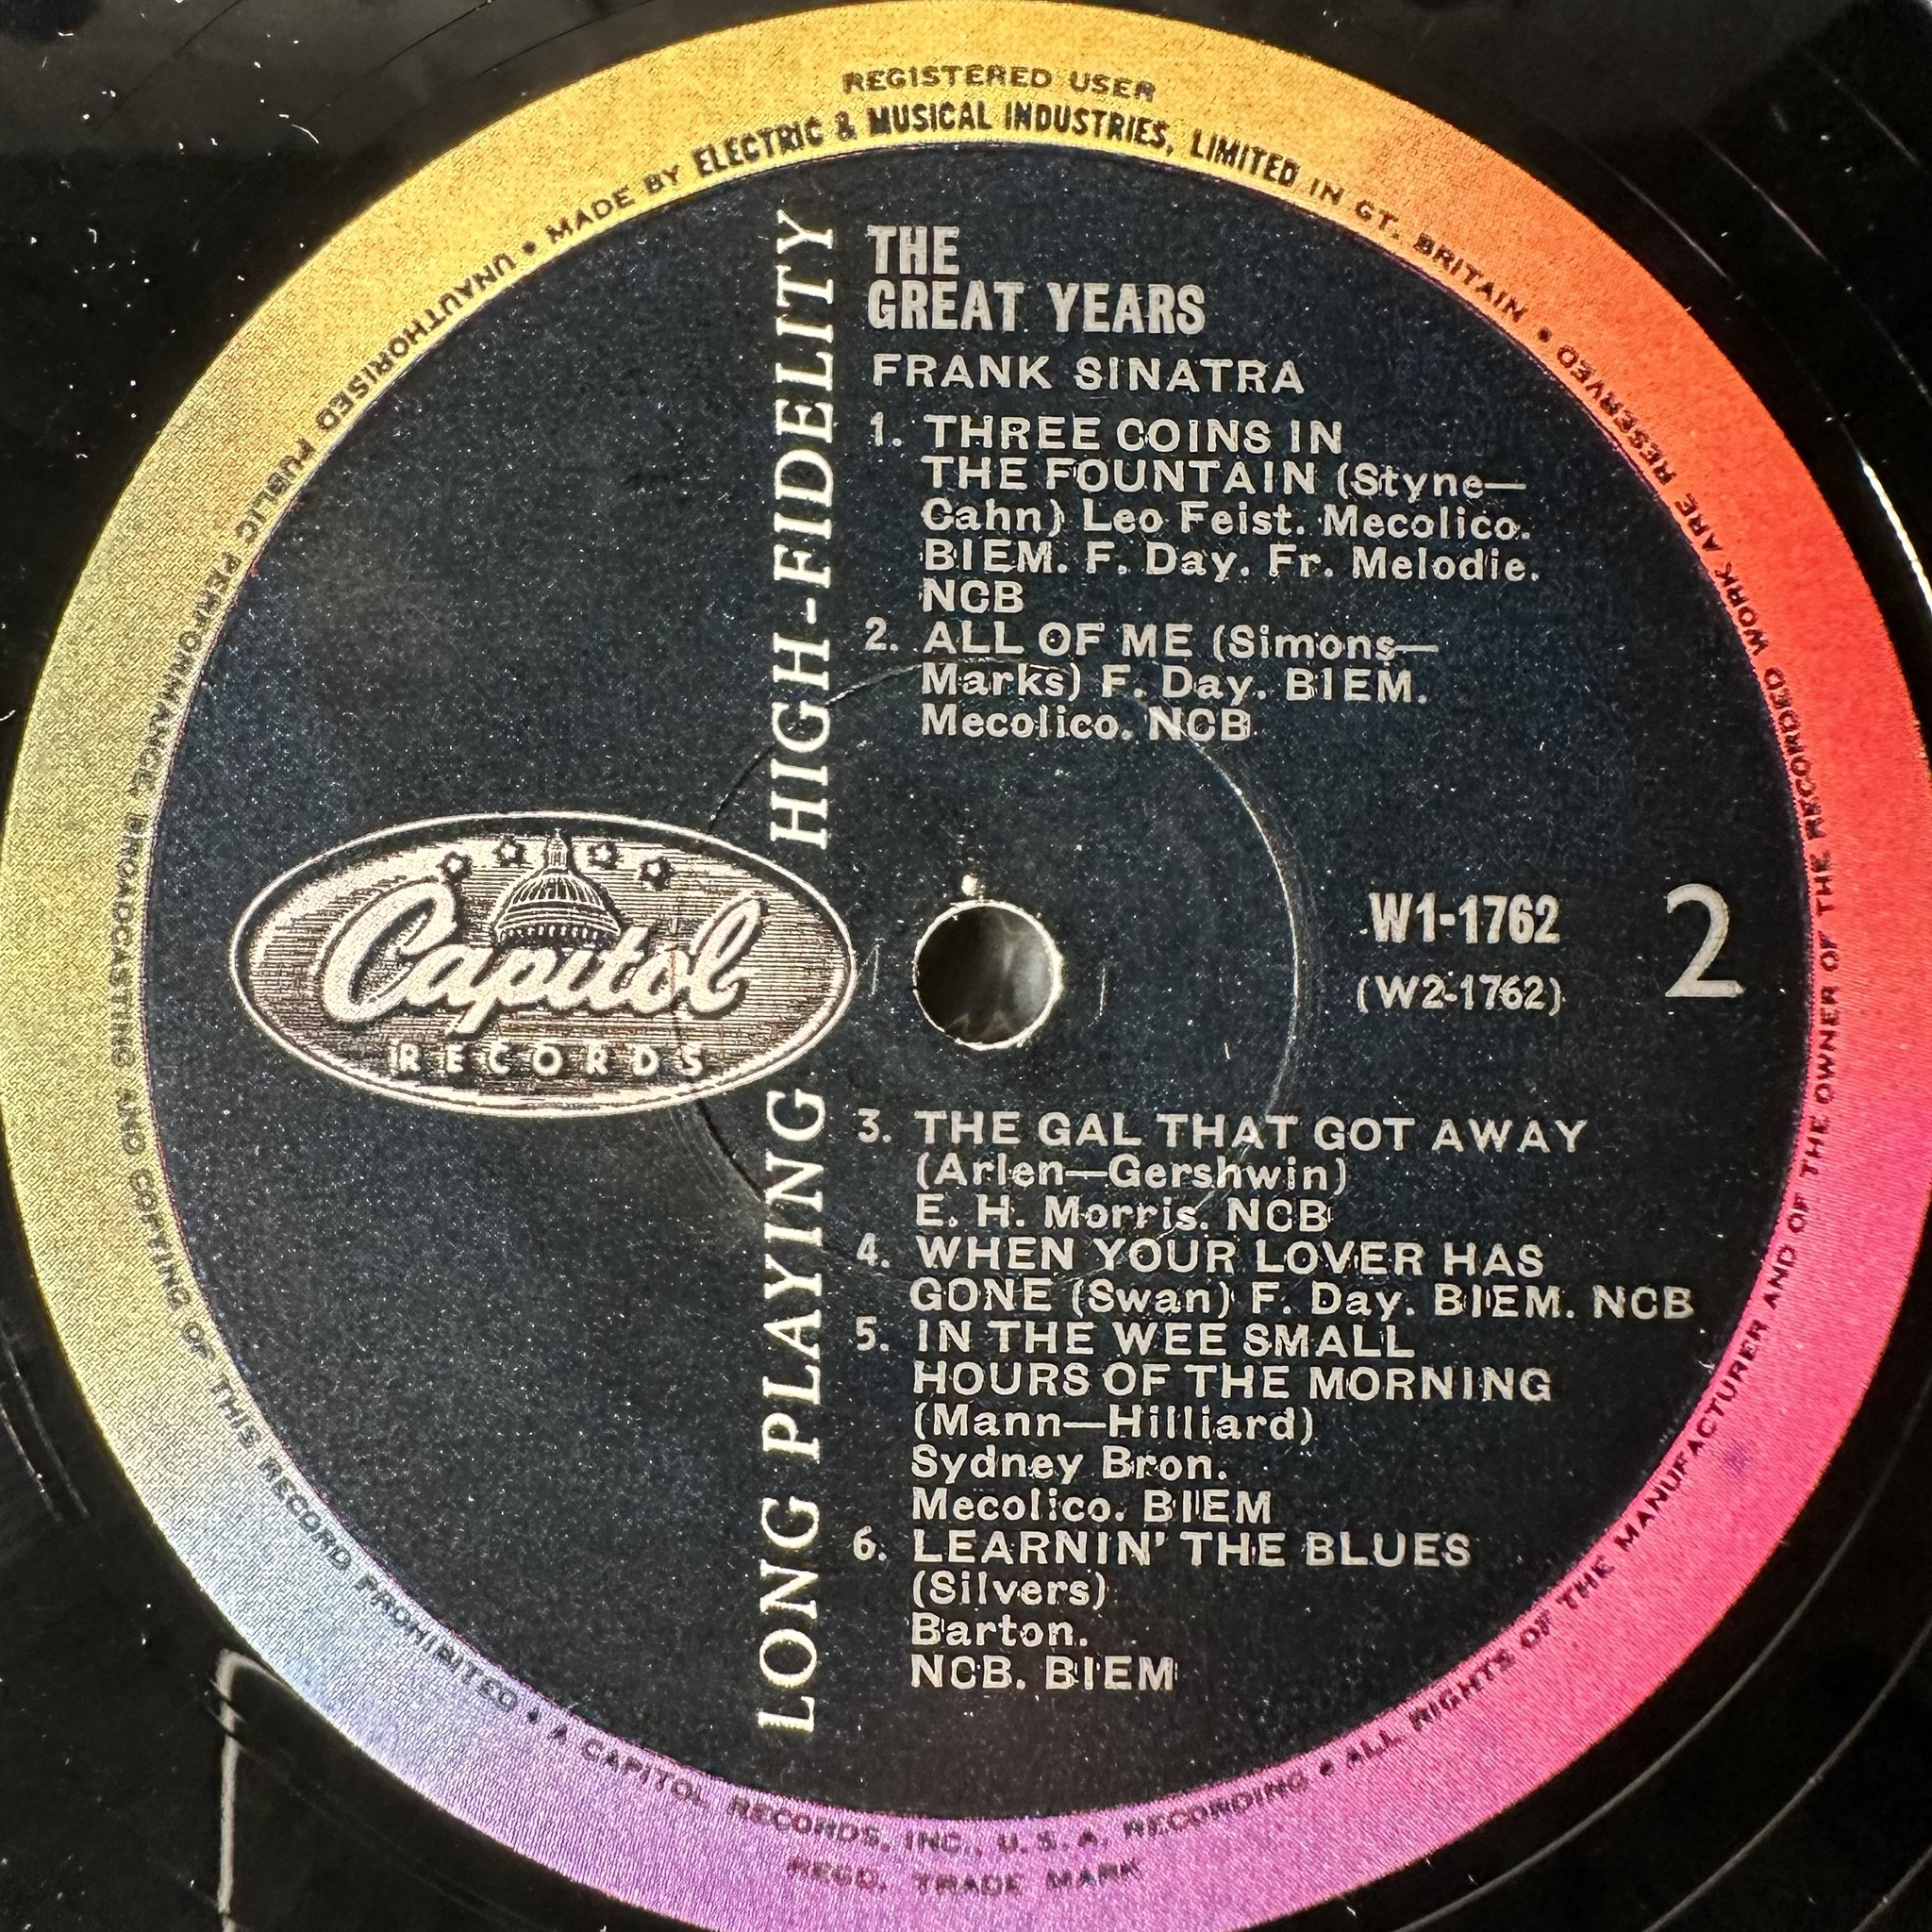 REGISTERED USER
UNAUTHORISED PUBLIC PERFORMANCE, BROADCASTING AND COPYING OF THIS RECORD PROHIBITED • A CAPITOL RECORDS, INC., U.S.A. RECORDING • ALL RIGHTS OF THE MANUFACTURER AND OF THE OWNER OF THE RECORDED WORK ARE RESERVED • MADE BY ELECTRIC & MUSICAL INDUSTRIES, LIMITED IN GT. BRITAIN •
REGD. TRADE MARK
LONG PLAYING HIGH-FIDELITY
Capitol
RECORDS
THE
GREAT YEARS
FRANK SINATRA
1. THREE COINS IN
THE FOUNTAIN (Styne—
Cahn) Leo Feist. Mecolico.
BIEM. F. Day. Fr. Melodie.
NCB
2. ALL OF ME (Simons—
Marks) F. Day. BIEM.
Mecolico. NCB
W1-1762
(W2-1762)
2
3. THE GAL THAT GOT AWAY
(Arlen—Gershwin)
E. H. Morris. NCB
4. WHEN YOUR LOVER HAS
GONE (Swan) F. Day. BIEM. NCB
5. IN THE WEE SMALL
HOURS OF THE MORNING
(Mann—Hilliard)
Sydney Bron.
Mecolico. BIEM
6. LEARNIN' THE BLUES
(Silvers)
Barton.
NCB. BIEM